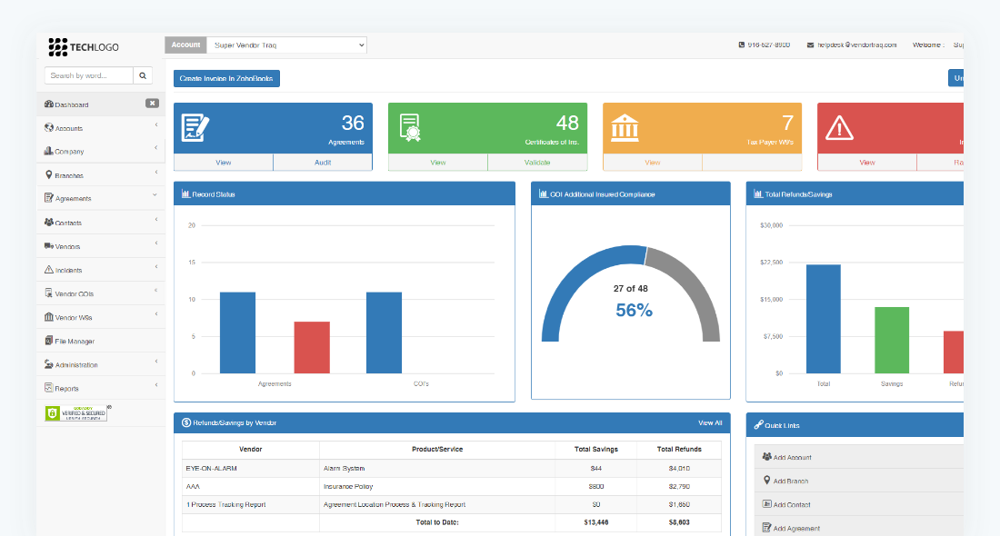 TECHLOGO
Account
Super Vendor Traq
916-527-8900
helpdesk@vendortraq.com
Welcome :
Search by word...
Create Invoice in ZohoBooks
Dashboard
Accounts
Company
Branches
Agreements
Contacts
Vendors
Incidents
Vendor COIs
Vendor W9s
File Manager
Administration
Reports
GODADDY
VERIFIED & SECURED
VERIFY SECURITY
36
Agreements
View
Audit
48
Certificates of Ins.
View
Validate
7
Tax Payer W9s
View
View
Record Status
20
15
10
5
0
Agreements
COI's
COI Additional Insured Compliance
27 of 48
56%
Total Refunds/Savings
$30,000
$22,500
$15,000
$7,500
$0
Total
Savings
Refunds/Savings by Vendor
View All
Vendor Product/Service Total Savings Total Refunds
EYE-ON-ALARM Alarm System $44 $4,010
AAA Insurance Policy $800 $2,790
1 Process Tracking Report Agreement Location Process & Tracking Report $0 $1,650
Total to Date: $13,446 $8,603
Quick Links
Add Account
Add Branch
Add Contact
Add Agreement